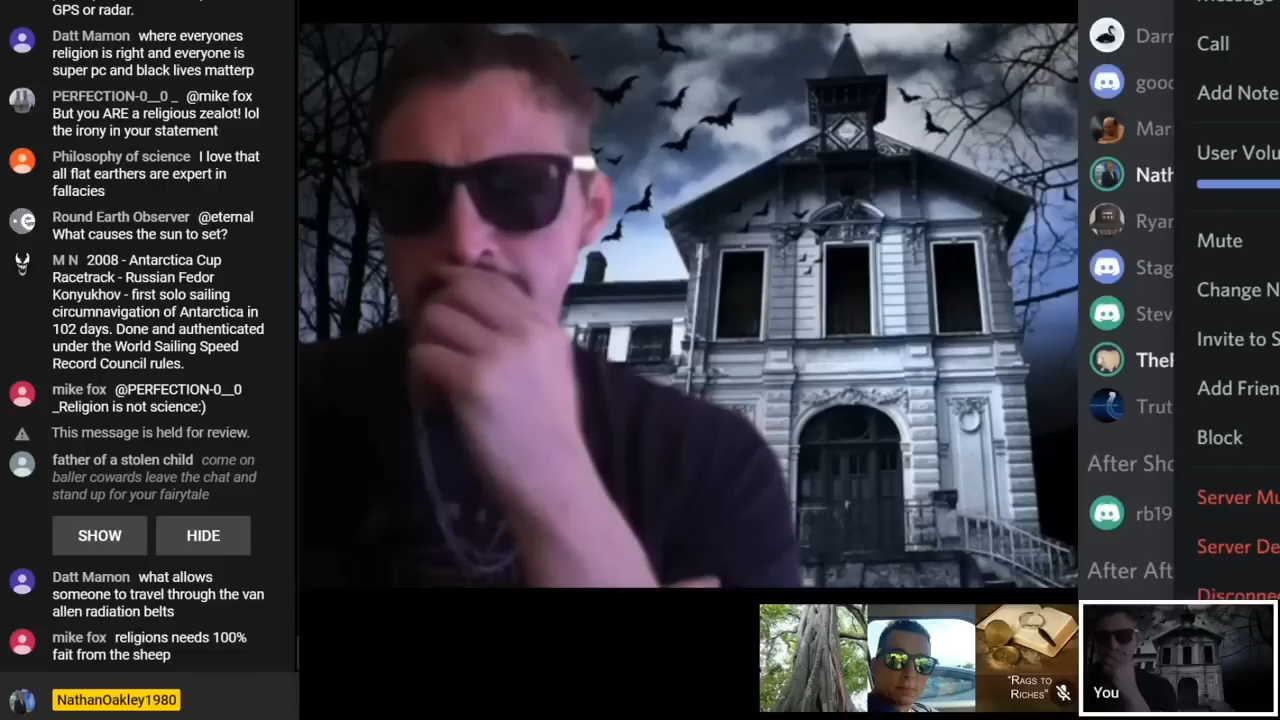 GPS or radar.
Datt Mamon where everyones
religion is right and everyone is
super pc and black lives matterp
PERFECTION-0__0 _ @mike fox
But you ARE a religious zealot! lol
the irony in your statement
Philosophy of science I love that
all flat earthers are expert in
fallacies
Round Earth Observer @eternal
What causes the sun to set?
M N 2008 - Antarctica Cup
Racetrack - Russian Fedor
Konyukhov - first solo sailing
circumnavigation of Antarctica in
102 days. Done and authenticated
under the World Sailing Speed
Record Council rules.
mike fox @PERFECTION-0__0
_Religion is not science:)
This message is held for review.
father of a stolen child come on
baller cowards leave the chat and
stand up for your fairytale
SHOW
HIDE
Datt Mamon what allows
someone to travel through the van
allen radiation belts
mike fox religions needs 100%
fait from the sheep
NathanOakley1980
"RAGS TO
RICHES"
You
Darr
good
Mar
Nath
Ryan
Stag
Stev
TheF
Trut
After Sho
rb19
After Aft
Call
Add Note
User Volu
Mute
Change N
Invite to S
Add Frien
Block
Server Mu
Server De
Disconne